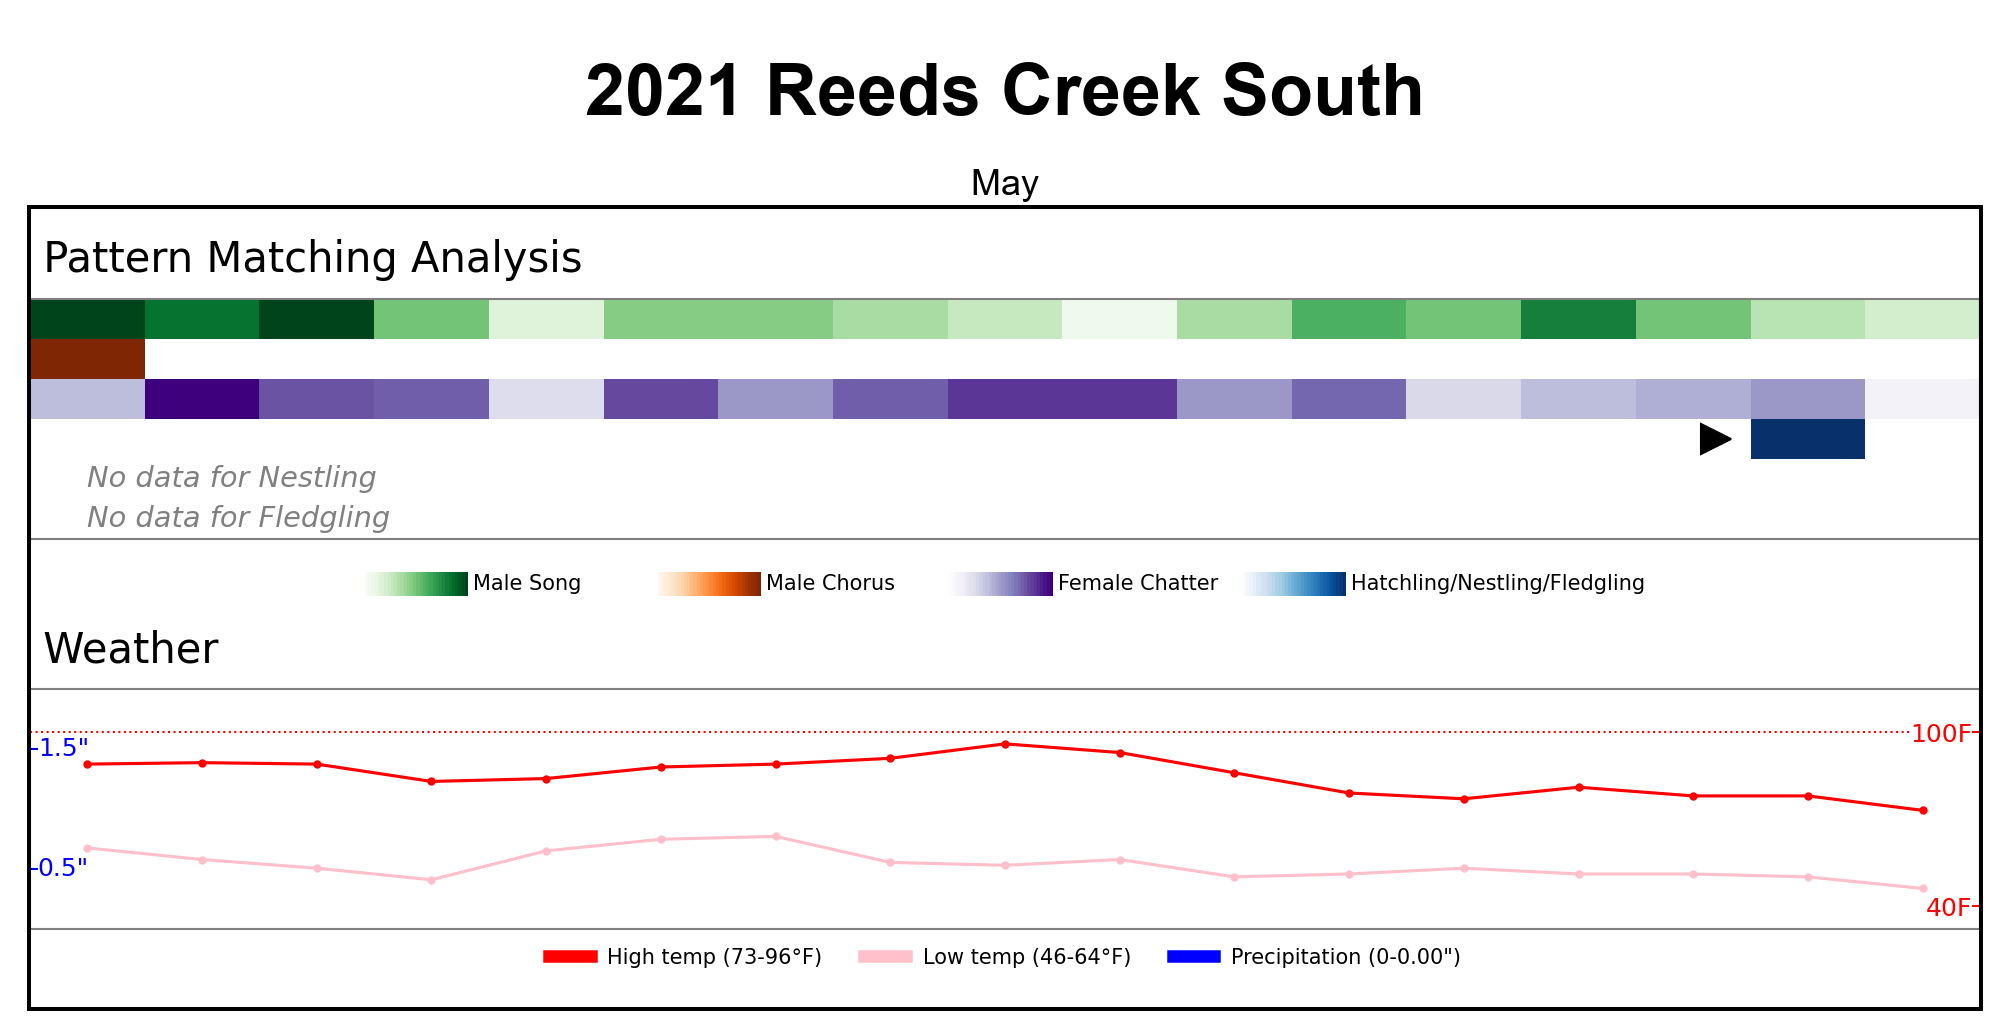 2021 Reeds Creek South
May
Pattern Matching Analysis
No data for Nestling
No data for Fledgling
Male Song
Male Chorus
Female Chatter
Hatchling/Nestling/Fledgling
Weather
1.5"
100F
0.5"
40F
High temp (73-96°F)
Low temp (46-64°F)
Precipitation (0-0.00")